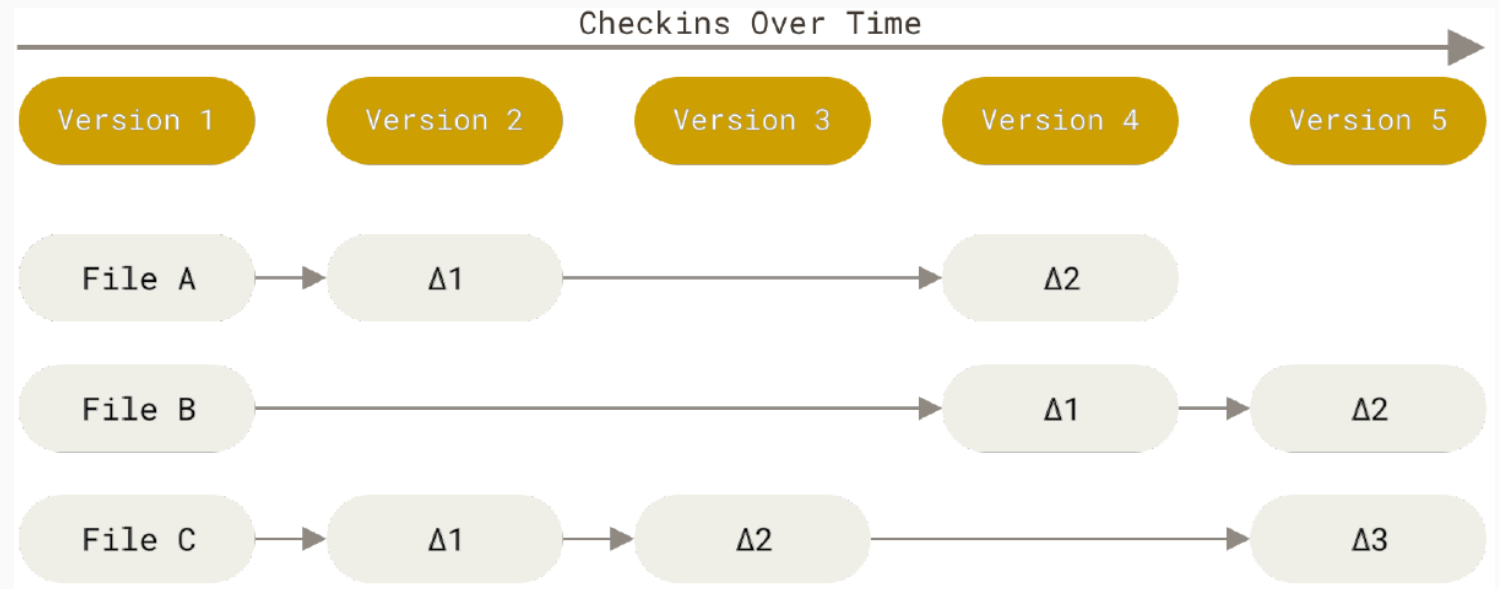 Checkins Over Time
Version 1 Version 2 Version 3 Version 4 Version 5
File A Δ1 Δ2
File B Δ1 Δ2
File C Δ1 Δ2 Δ3